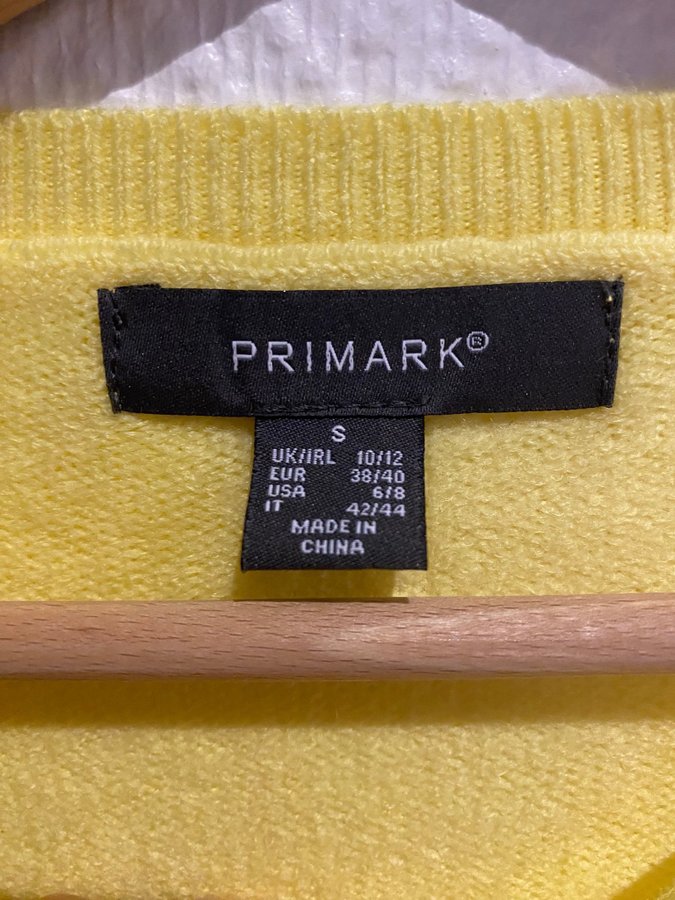 PRIMARK®
S
UK/IRL 10/12
EUR 38/40
USA 6/8
IT 42/44
MADE IN
CHINA